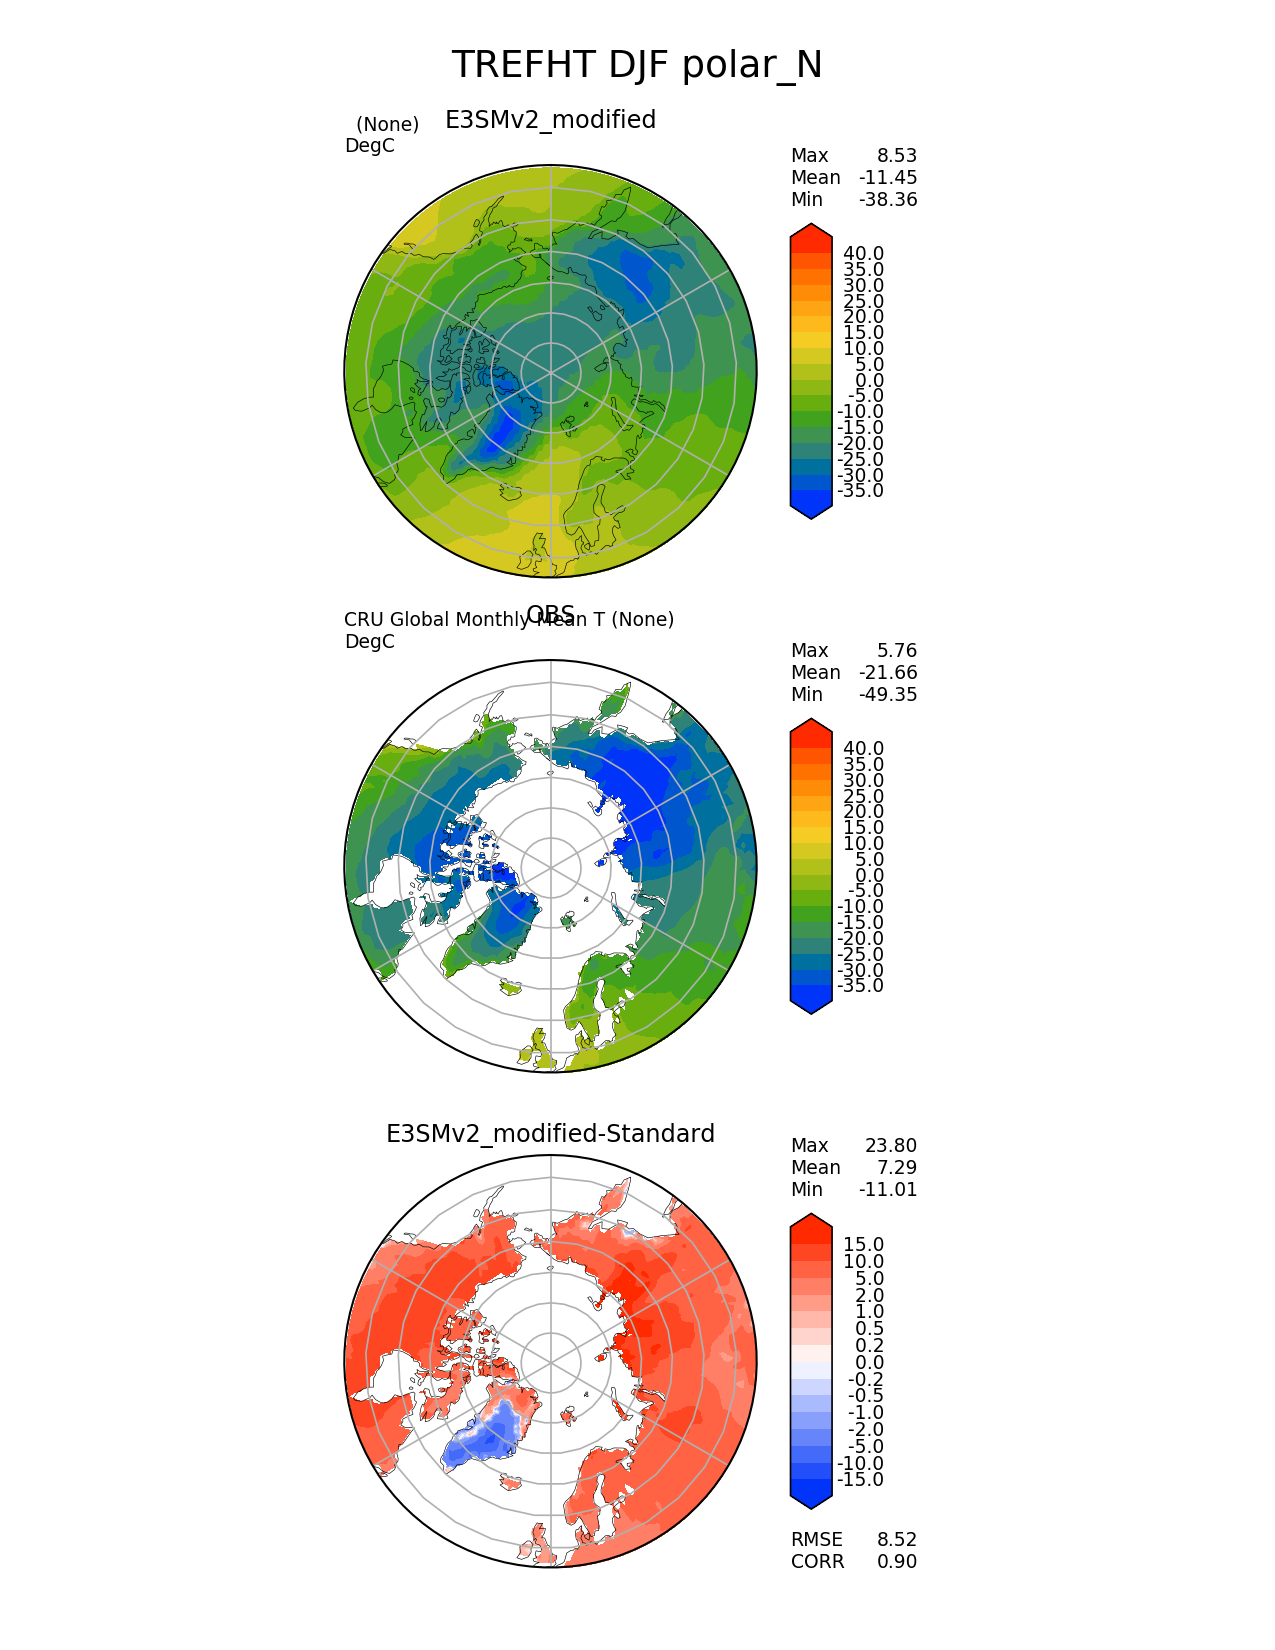 TREFHT DJF polar_N
E3SMv2_modified
(None)
DegC
Max 8.53
Mean -11.45
Min -38.36
40.0
35.0
30.0
25.0
20.0
15.0
10.0
5.0
0.0
-5.0
-10.0
-15.0
-20.0
-25.0
-30.0
-35.0
OBS
CRU Global Monthly Mean T (None)
DegC
Max 5.76
Mean -21.66
Min -49.35
40.0
35.0
30.0
25.0
20.0
15.0
10.0
5.0
0.0
-5.0
-10.0
-15.0
-20.0
-25.0
-30.0
-35.0
E3SMv2_modified-Standard
Max 23.80
Mean 7.29
Min -11.01
15.0
10.0
5.0
2.0
1.0
0.5
0.2
0.0
-0.2
-0.5
-1.0
-2.0
-5.0
-10.0
-15.0
RMSE 8.52
CORR 0.90